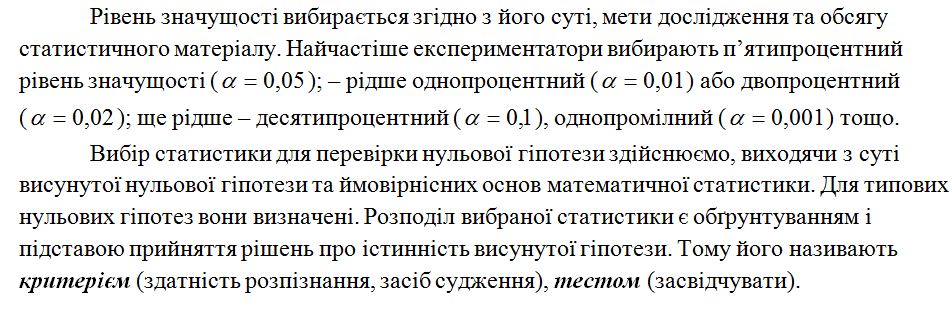 Рівень значущості вибирається згідно з його суті, мети дослідження та обсягу
статистичного матеріалу. Найчастіше експериментатори вибирають п’ятипроцентний
рівень значущості (α = 0,05); – рідше однопроцентний (α = 0,01) або двопроцентний
(α = 0,02); ще рідше – десятипроцентний (α = 0,1), однопромілний (α = 0,001) тощо.
Вибір статистики для перевірки нульової гіпотези здійснюємо, виходячи з суті
висунутої нульової гіпотези та ймовірнісних основ математичної статистики. Для типових
нульових гіпотез вони визначені. Розподіл вибраної статистики є обґрунтуванням і
підставою прийняття рішень про істинність висунутої гіпотези. Тому його називають
критерієм (здатність розпізнання, засіб судження), тестом (засвідчувати).